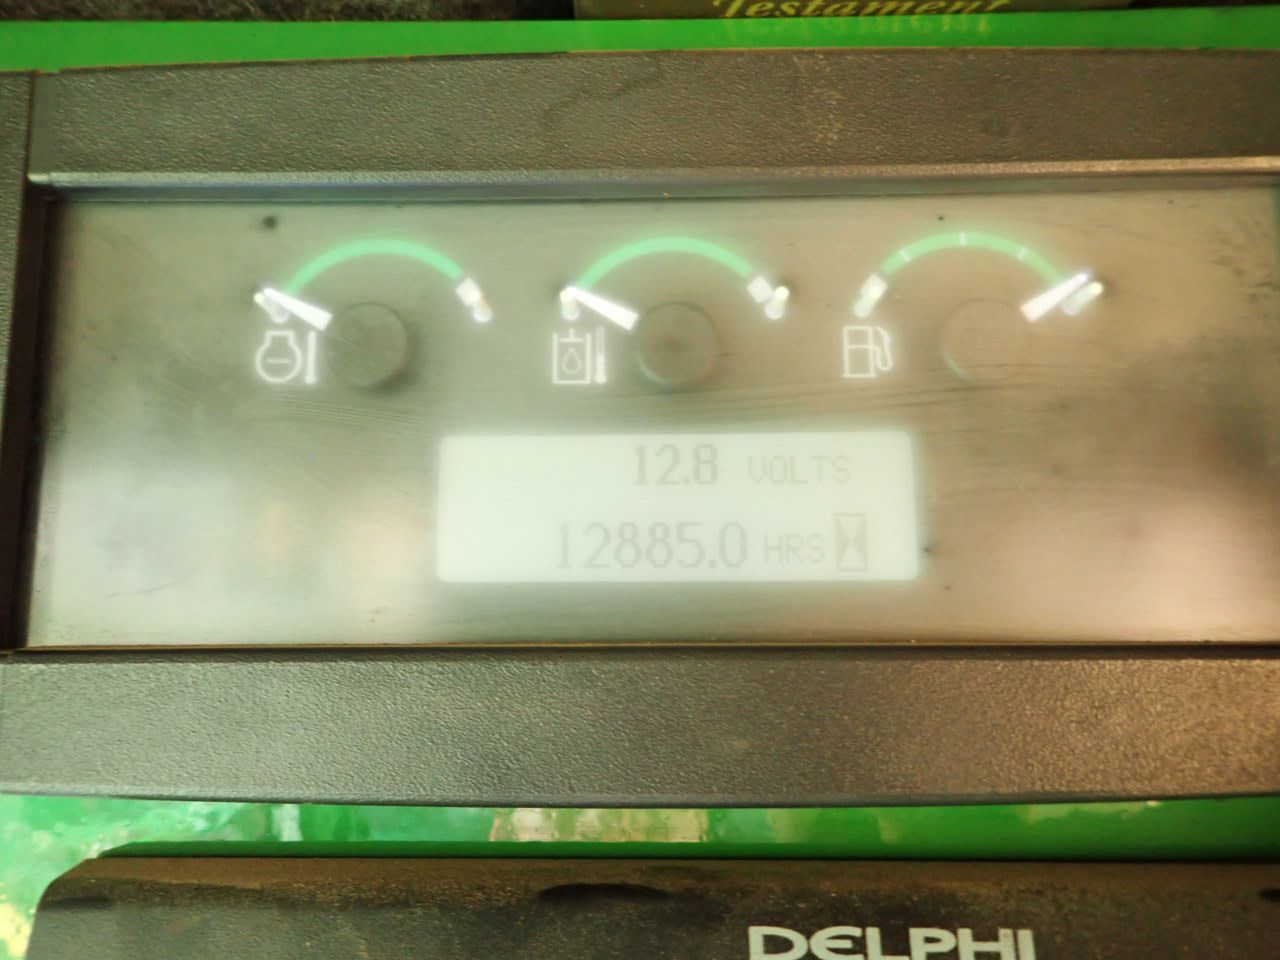 Testament
12.8 VOLTS
12885.0 HRS
DELPHI